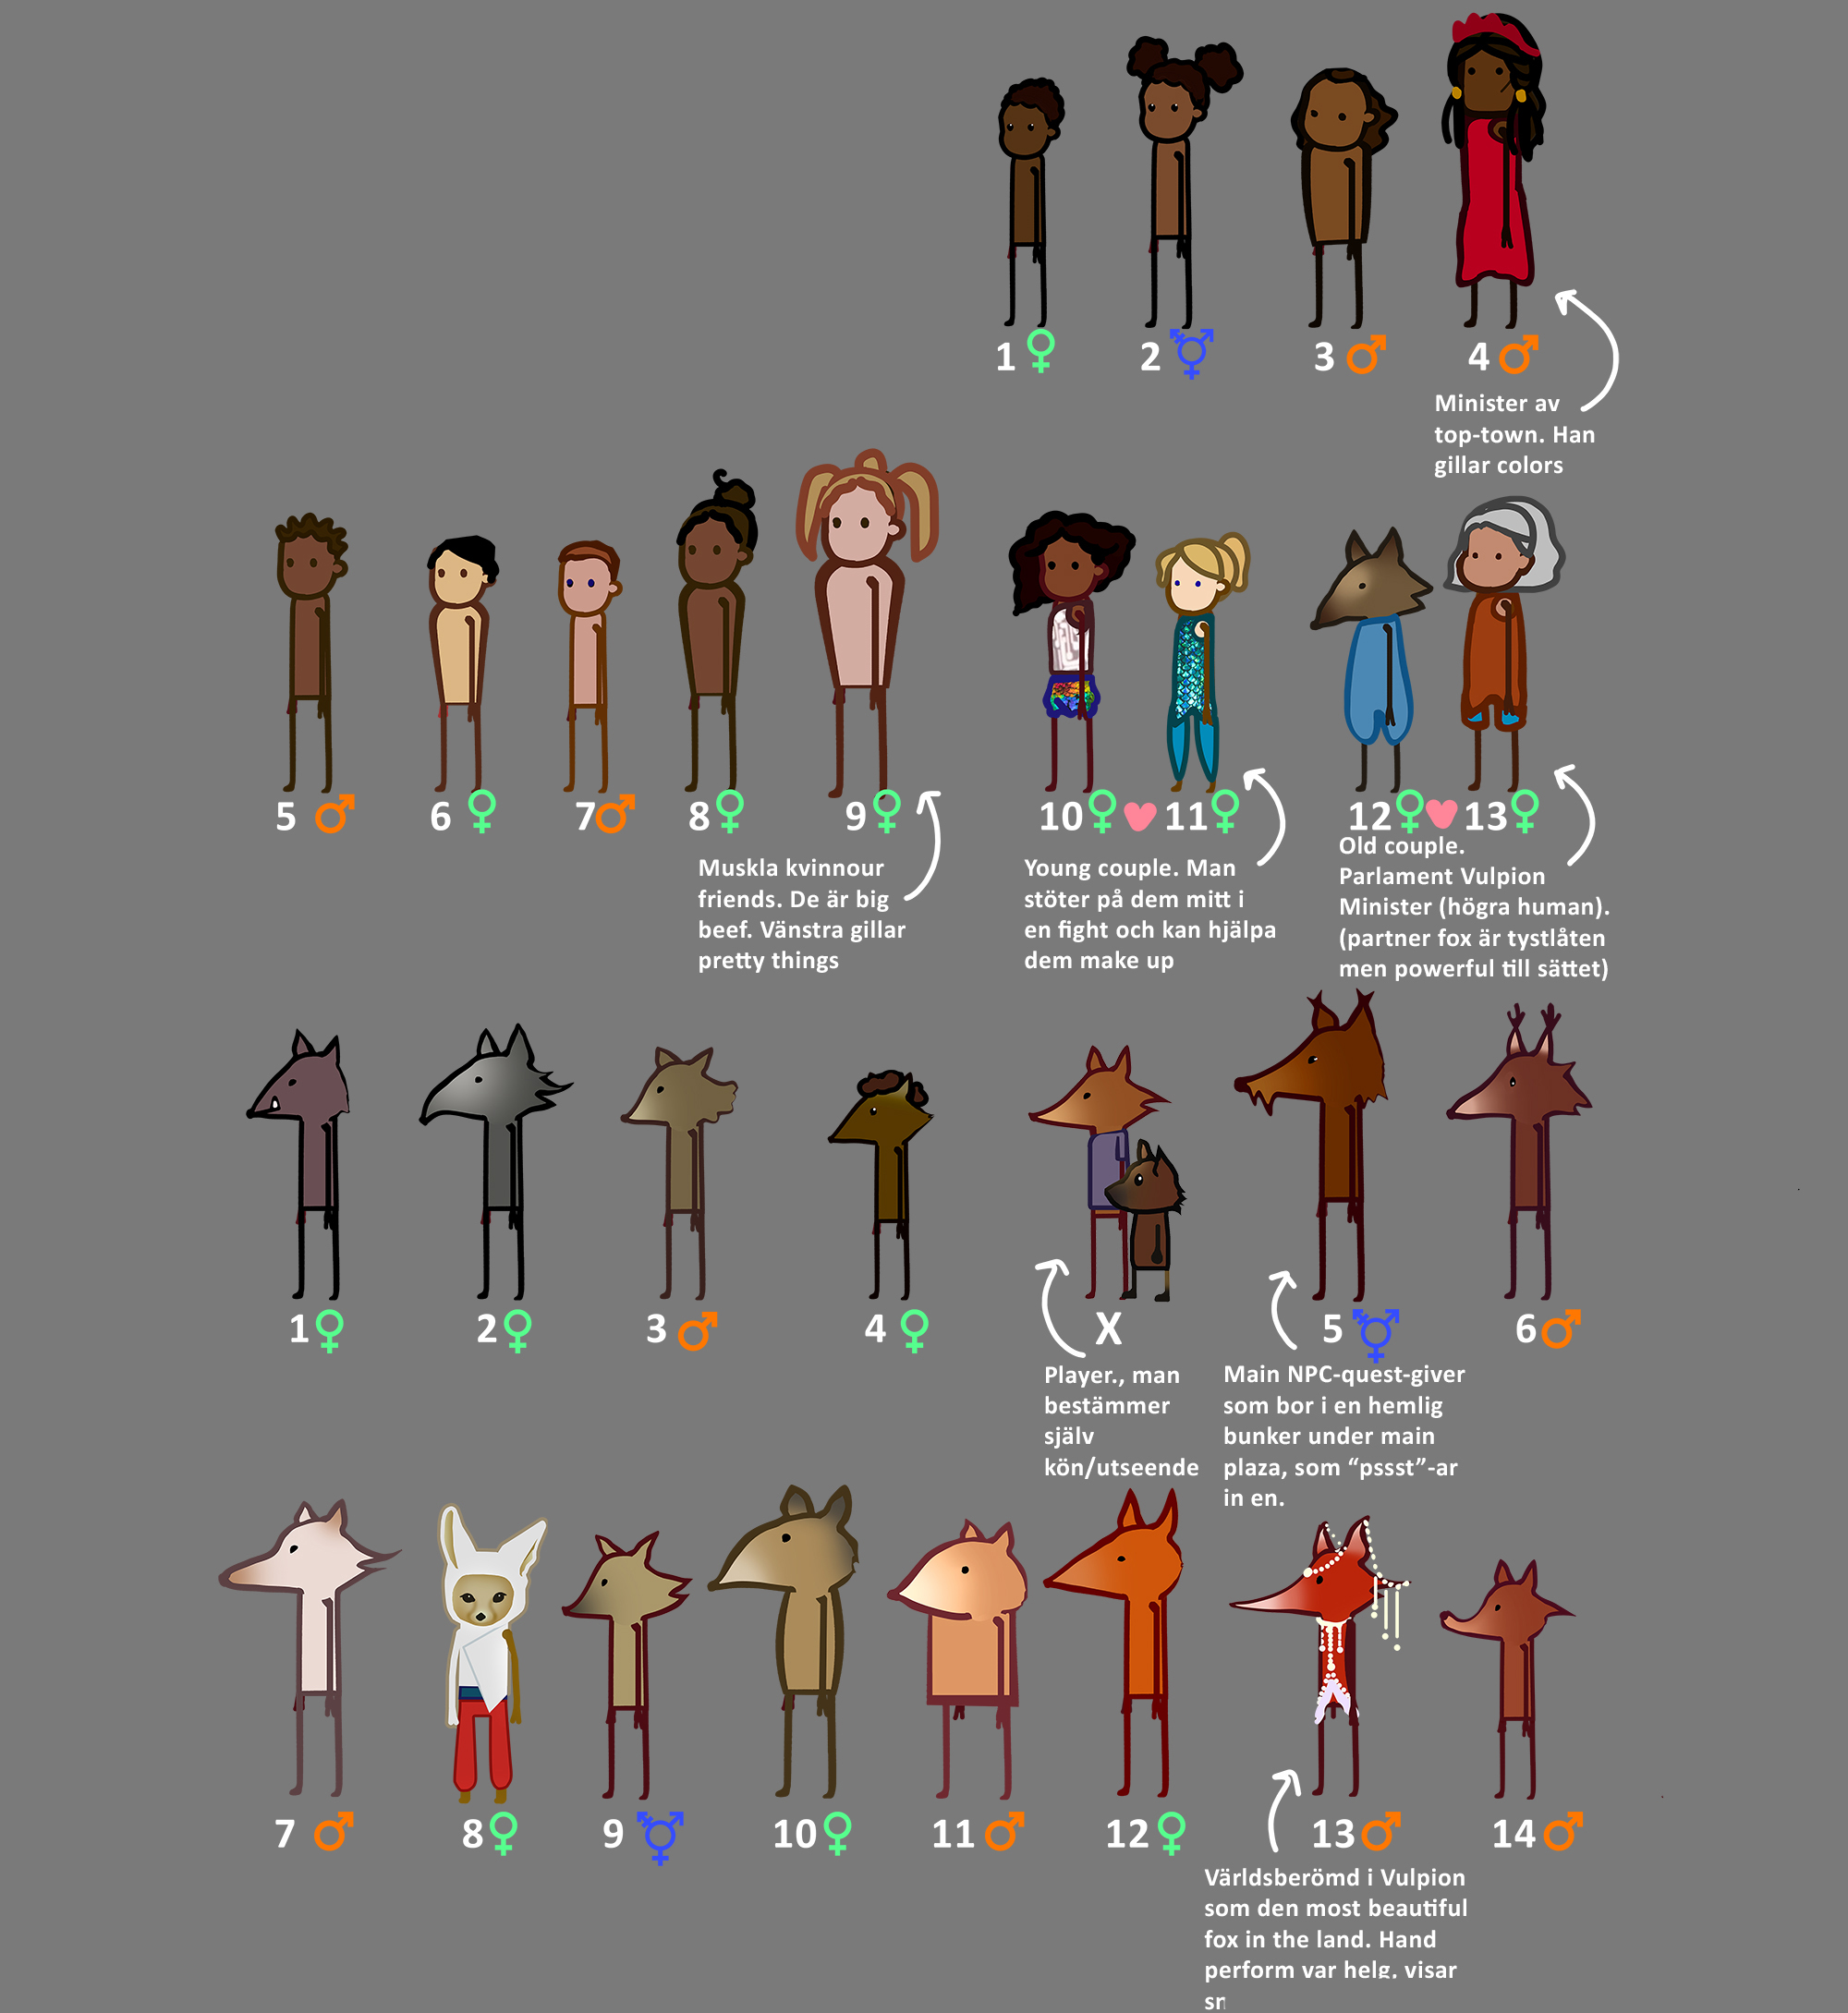 1 2 3 4
Minister av
top-town. Han
gillar colors
5 6 7 8 9 10 11 12 13
Muskla kvinnour
friends. De är big
beef. Vänstra gillar
pretty things
Young couple. Man
stöter på dem mitt i
en fight och kan hjälpa
dem make up
Old couple.
Parlament Vulpion
Minister (högra human).
(partner fox är tystlåten
men powerful till sättet)
1 2 3 4 X 5 6
Player., man
bestämmer
själv
kön/utseende
Main NPC-quest-giver
som bor i en hemlig
bunker under main
plaza, som “pssst”-ar
in en.
7 8 9 10 11 12 13 14
Världsberömd i Vulpion
som den most beautiful
fox in the land. Hand
perform var helg, visar